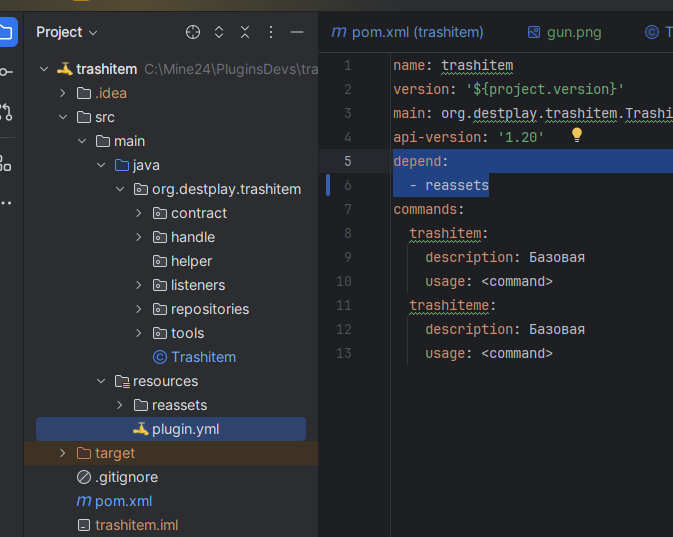 Project
trashitem C:\Mine24\PluginsDevs\tra
.idea
src
main
java
org.destplay.trashitem
contract
handle
helper
listeners
repositories
tools
Trashitem
resources
reassets
plugin.yml
target
.gitignore
pom.xml
trashitem.iml
pom.xml (trashitem) gun.png T
1 name: trashitem
2 version: '${project.version}'
3 main: org.destplay.trashitem.Trashi
4 api-version: '1.20'
5 depend:
6 - reassets
7 commands:
8 trashitem:
9 description: Базовая
10 usage: <command>
11 trashiteme:
12 description: Базовая
13 usage: <command>